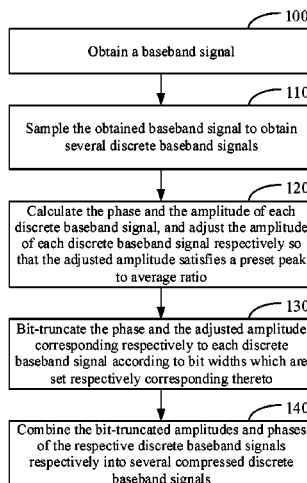 100
Obtain a baseband signal
110
Sample the obtained baseband signal to obtain
several discrete baseband signals
120
Calculate the phase and the amplitude of each
discrete baseband signal, and adjust the amplitude
of each discrete baseband signal respectively so
that the adjusted amplitude satisfies a preset peak
to average ratio
130
Bit-truncate the phase and the adjusted amplitude
corresponding respectively to each discrete
baseband signal according to bit widths which are
set respectively corresponding thereto
140
Combine the bit-truncated amplitudes and phases
of the respective discrete baseband signals
respectively into several compressed discrete
baseband signals